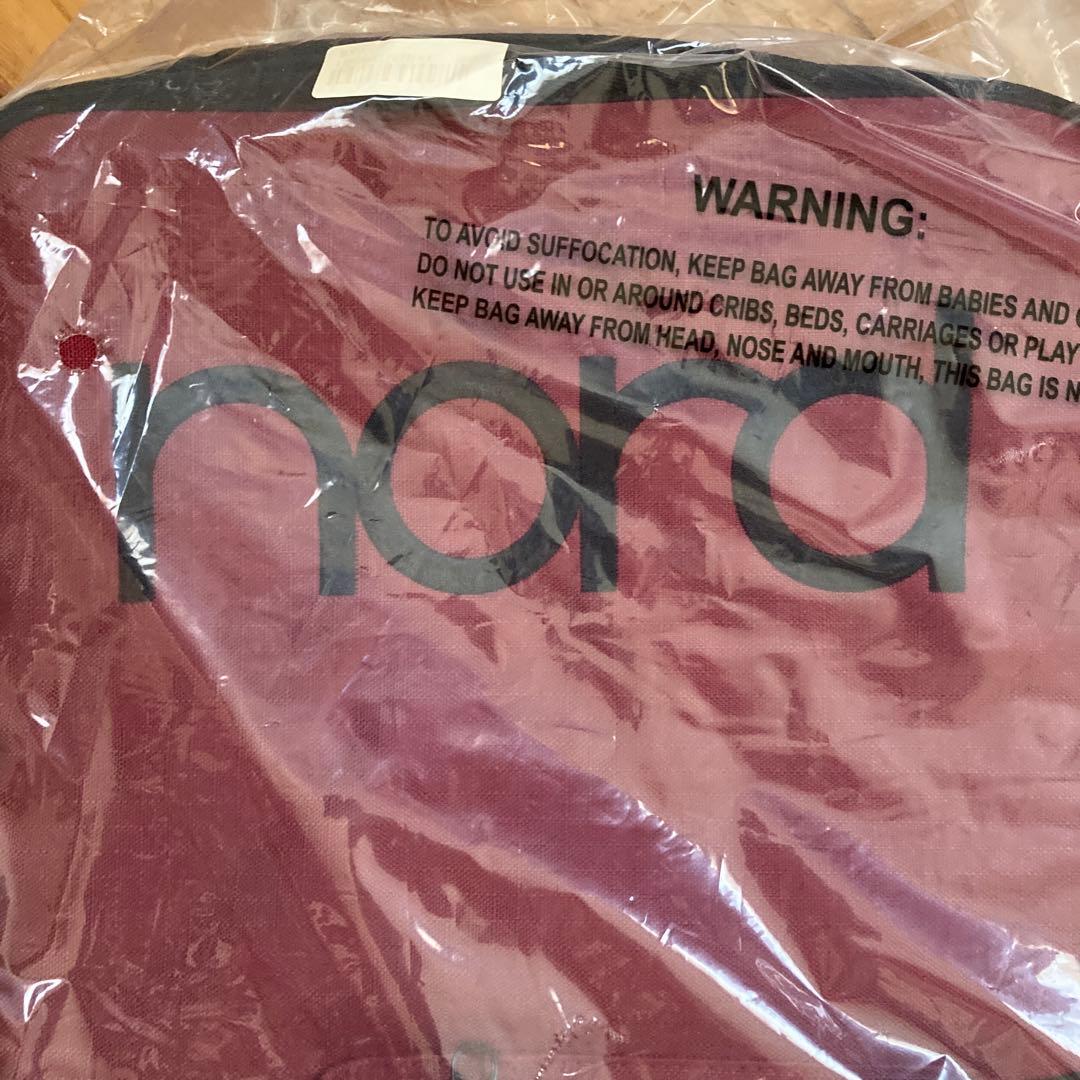 WARNING:
TO AVOID SUFFOCATION, KEEP BAG AWAY FROM BABIES AND
DO NOT USE IN OR AROUND CRIBS, BEDS, CARRIAGES OR PLAY
KEEP BAG AWAY FROM HEAD, NOSE AND MOUTH, THIS BAG IS N
nord